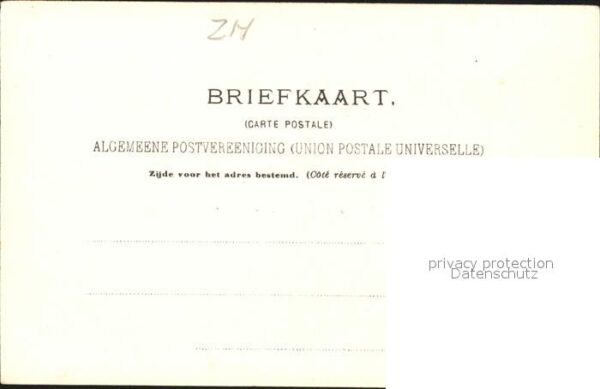 ZH
BRIEFKAART.
(CARTE POSTALE)
ALGEMEENE POSTVEREENIGING (UNION POSTALE UNIVERSELLE)
Zijde voor het adres bestemd. (Côté réservé à l'
privacy protection
Datenschutz